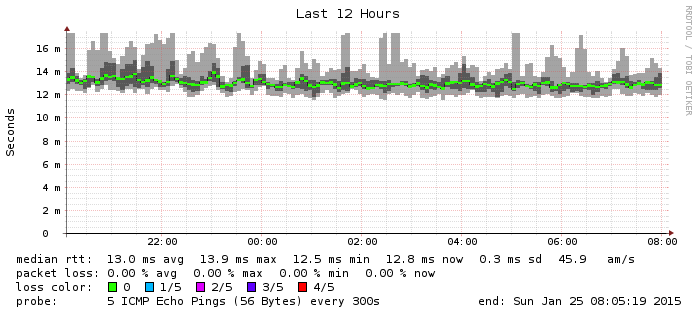 Last 12 Hours
RRDTOOL / TOBI OETIKER
Seconds
16 m
14 m
12 m
10 m
8 m
6 m
4 m
2 m
0
22:00 00:00 02:00 04:00 06:00 08:00
median rtt: 13.0 ms avg 13.9 ms max 12.5 ms min 12.8 ms now 0.3 ms sd 45.9 am/s
packet loss: 0.00 % avg 0.00 % max 0.00 % min 0.00 % now
loss color: 0 1/5 2/5 3/5 4/5
probe: 5 ICMP Echo Pings (56 Bytes) every 300s end: Sun Jan 25 08:05:19 2015